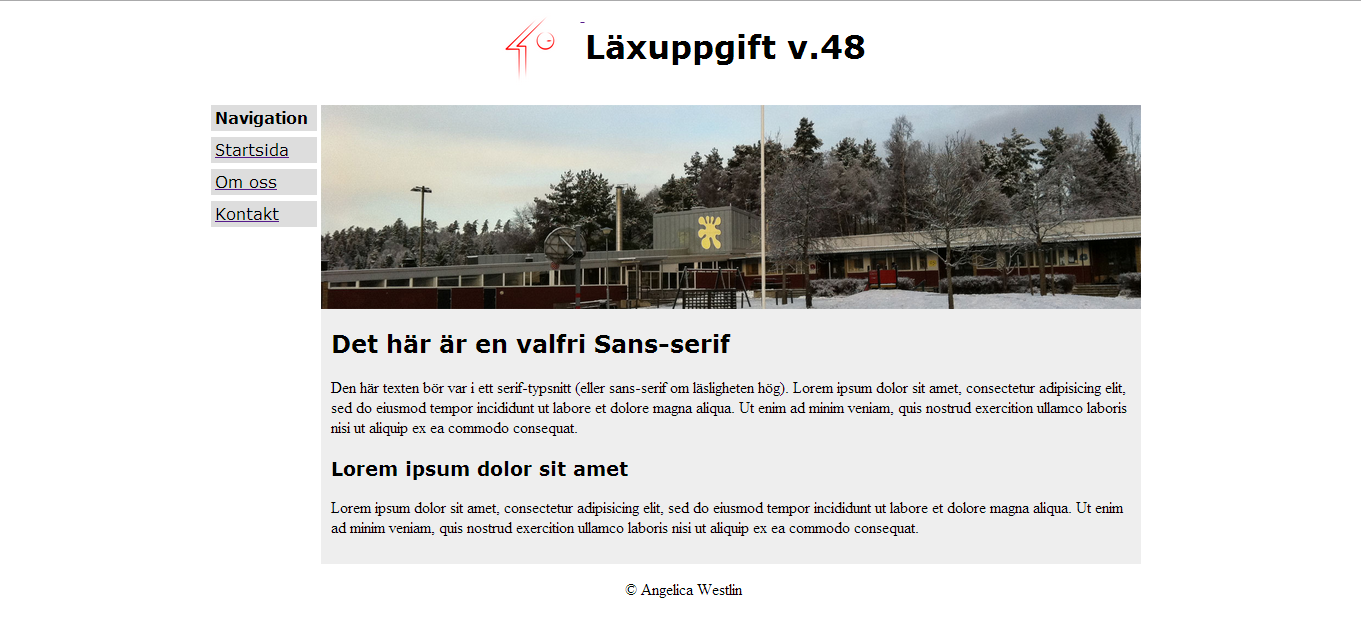 Läxuppgift v.48
Navigation
Startsida
Om oss
Kontakt
Det här är en valfri Sans-serif
Den här texten bör var i ett serif-typsnitt (eller sans-serif om läsligheten hög). Lorem ipsum dolor sit amet, consectetur adipisicing elit,
sed do eiusmod tempor incididunt ut labore et dolore magna aliqua. Ut enim ad minim veniam, quis nostrud exercition ullamco laboris
nisi ut aliquip ex ea commodo consequat.
Lorem ipsum dolor sit amet
Lorem ipsum dolor sit amet, consectetur adipisicing elit, sed do eiusmod tempor incididunt ut labore et dolore magna aliqua. Ut enim
ad minim veniam, quis nostrud exercition ullamco laboris nisi ut aliquip ex ea commodo consequat.
© Angelica Westlin